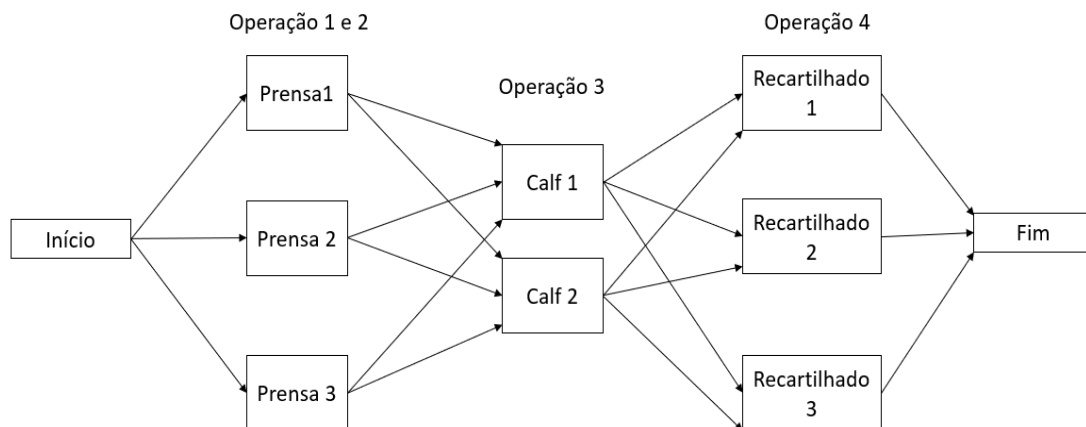 Operação 1 e 2
Operação 4
Operação 3
Prensa1
Recartilhado
1
Calf 1
Início
Prensa 2
Recartilhado
2
Fim
Calf 2
Prensa 3
Recartilhado
3